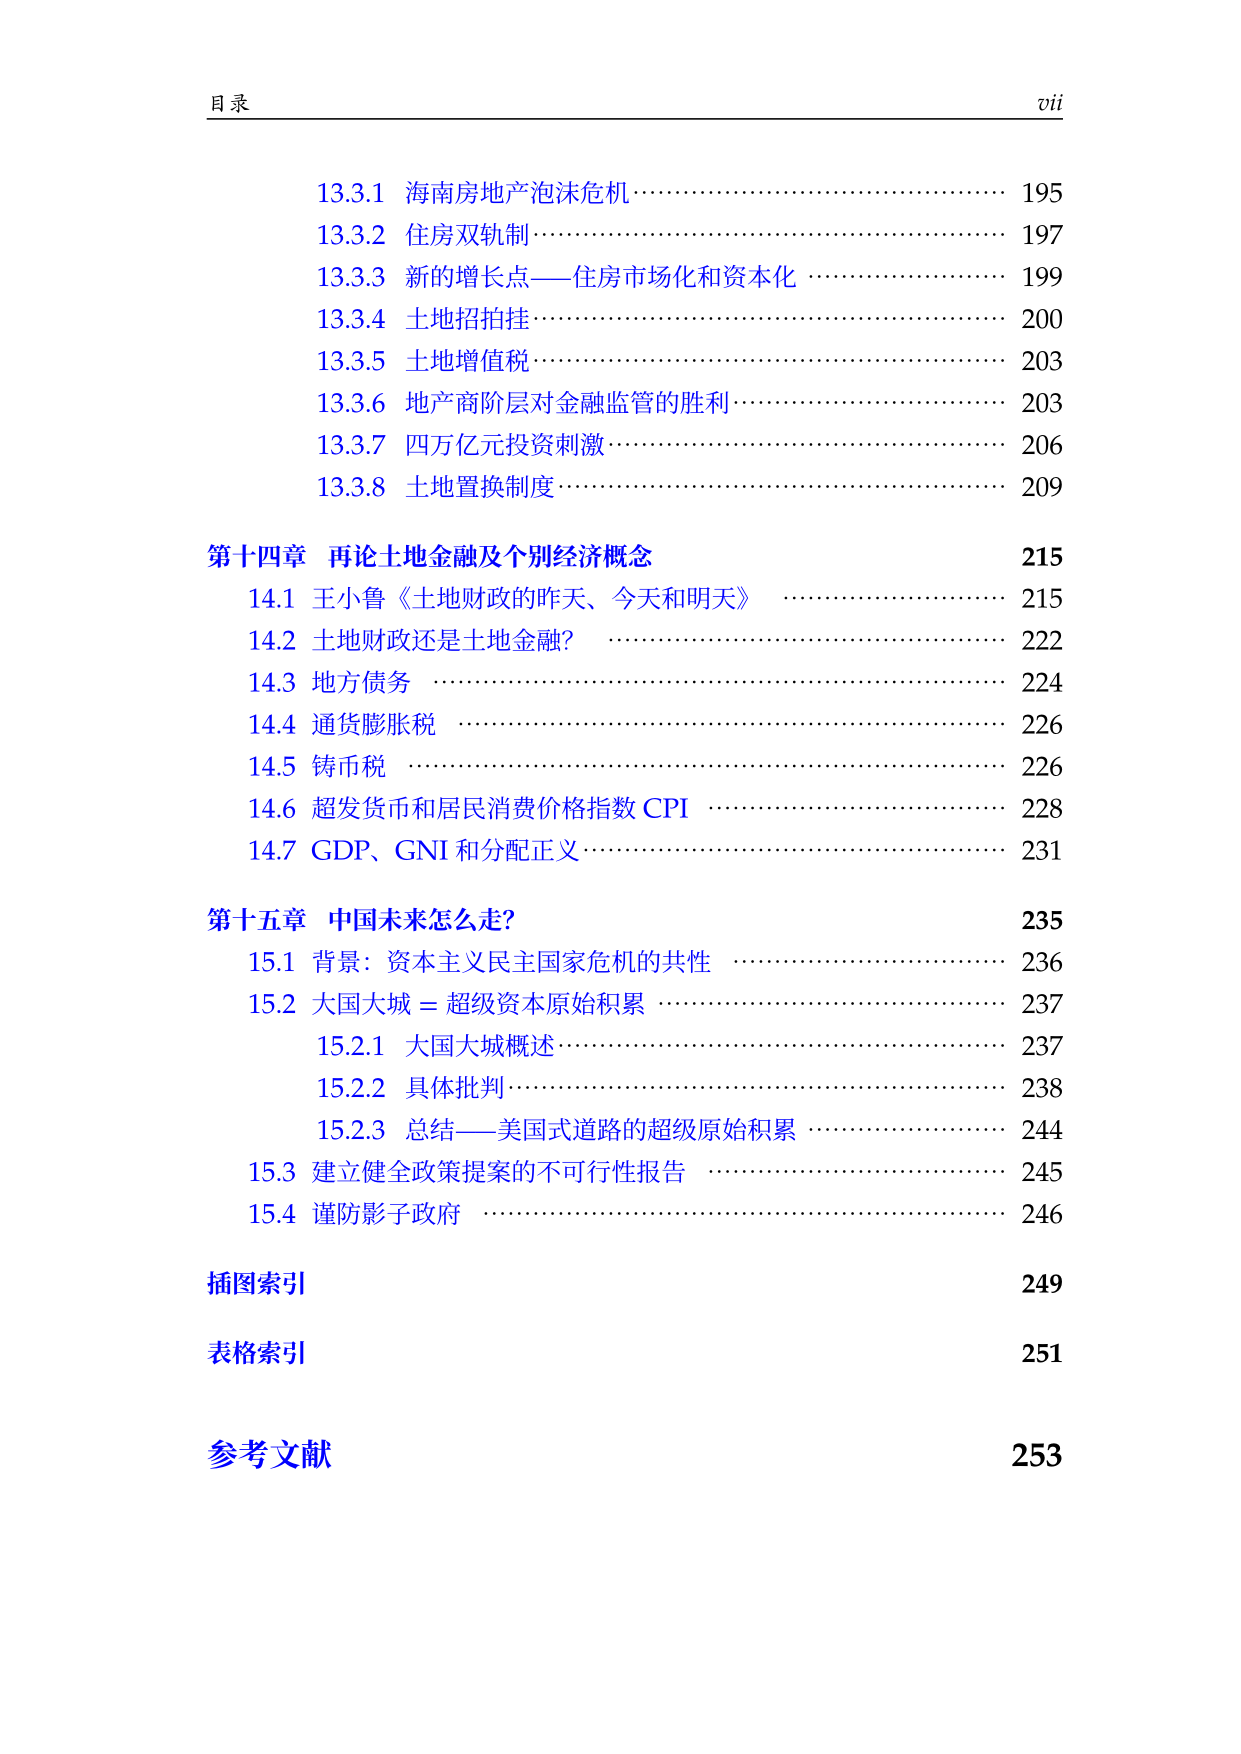 目录 vii
13.3.1 海南房地产泡沫危机 195
13.3.2 住房双轨制 197
13.3.3 新的增长点——住房市场化和资本化 199
13.3.4 土地招拍挂 200
13.3.5 土地增值税 203
13.3.6 地产商阶层对金融监管的胜利 203
13.3.7 四万亿元投资刺激 206
13.3.8 土地置换制度 209
第十四章 再论土地金融及个别经济概念 215
14.1 王小鲁《土地财政的昨天、今天和明天》 215
14.2 土地财政还是土地金融？ 222
14.3 地方债务 224
14.4 通货膨胀税 226
14.5 铸币税 226
14.6 超发货币和居民消费价格指数 CPI 228
14.7 GDP、GNI 和分配正义 231
第十五章 中国未来怎么走？ 235
15.1 背景：资本主义民主国家危机的共性 236
15.2 大国大城 = 超级资本原始积累 237
15.2.1 大国大城概述 237
15.2.2 具体批判 238
15.2.3 总结——美国式道路的超级原始积累 244
15.3 建立健全政策提案的不可行性报告 245
15.4 谨防影子政府 246
插图索引 249
表格索引 251
参考文献 253